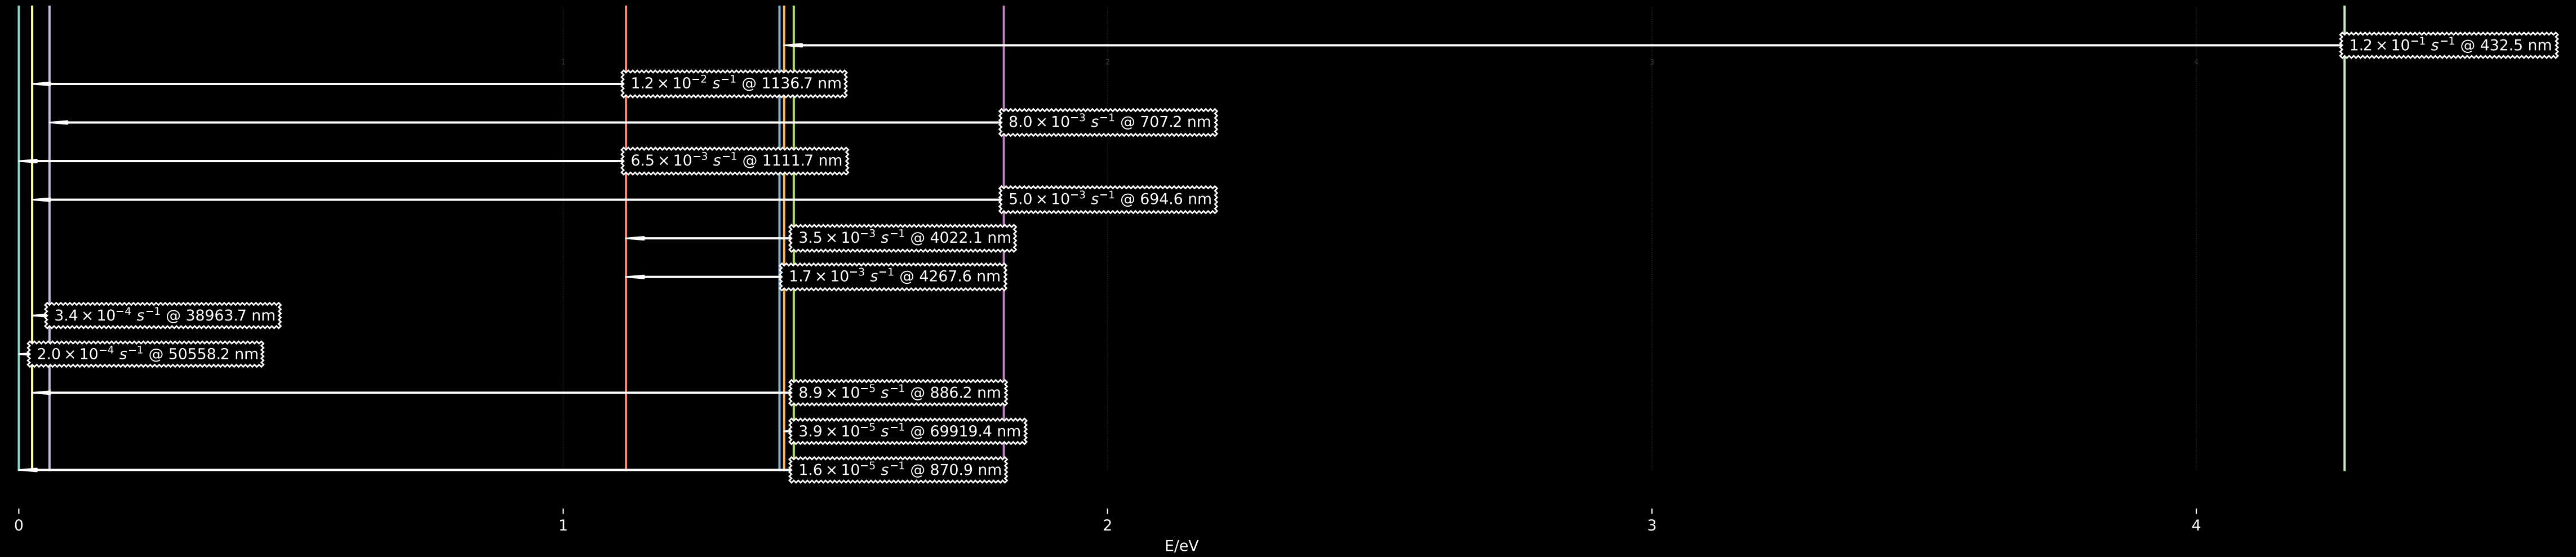 1.2 × 10⁻¹ s⁻¹ @ 432.5 nm
1 2 3 4
1.2 × 10⁻² s⁻¹ @ 1136.7 nm
8.0 × 10⁻³ s⁻¹ @ 707.2 nm
6.5 × 10⁻³ s⁻¹ @ 1111.7 nm
5.0 × 10⁻³ s⁻¹ @ 694.6 nm
3.5 × 10⁻³ s⁻¹ @ 4022.1 nm
1.7 × 10⁻³ s⁻¹ @ 4267.6 nm
3.4 × 10⁻⁴ s⁻¹ @ 38963.7 nm
2.0 × 10⁻⁴ s⁻¹ @ 50558.2 nm
8.9 × 10⁻⁵ s⁻¹ @ 886.2 nm
3.9 × 10⁻⁵ s⁻¹ @ 69919.4 nm
1.6 × 10⁻⁵ s⁻¹ @ 870.9 nm
0 1 2 3 4
E/eV